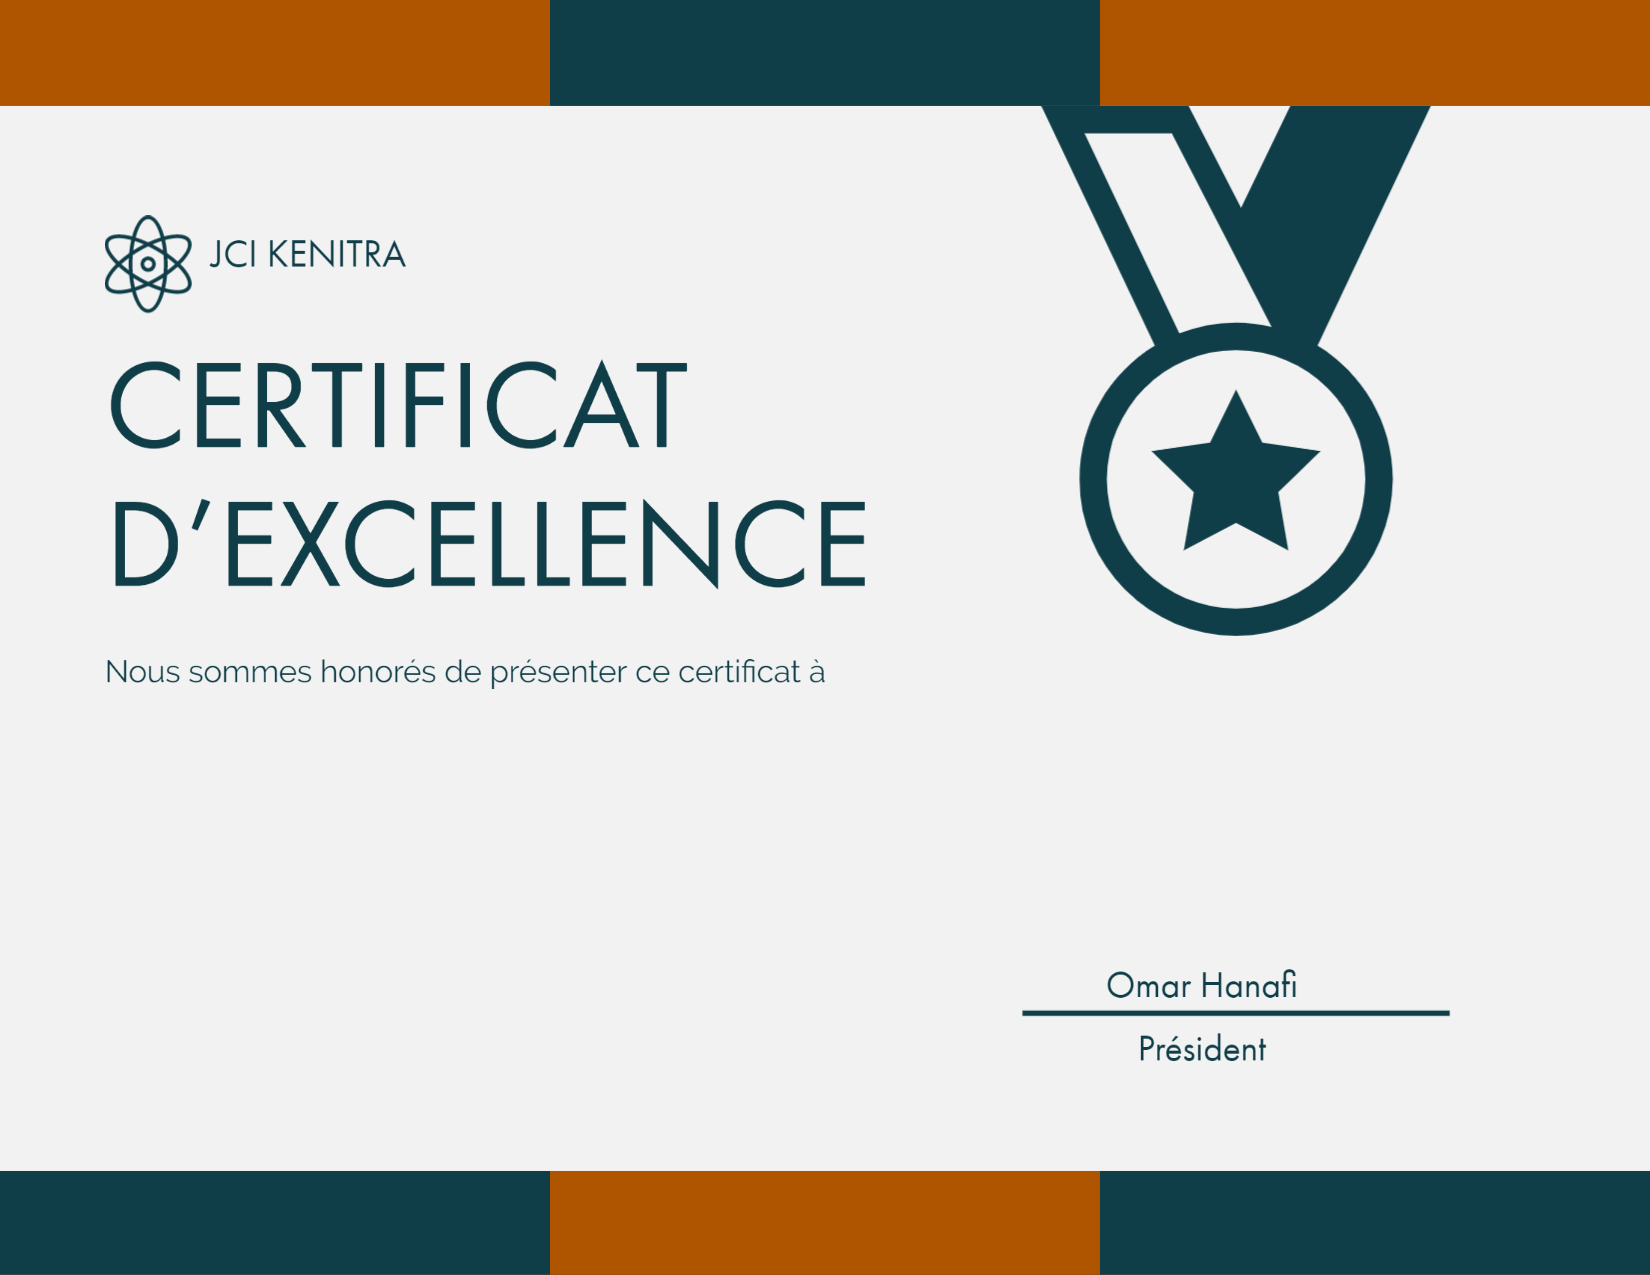 JCI KENITRA
CERTIFICAT
D’EXCELLENCE
Nous sommes honorés de présenter ce certificat à
Omar Hanafi
Président